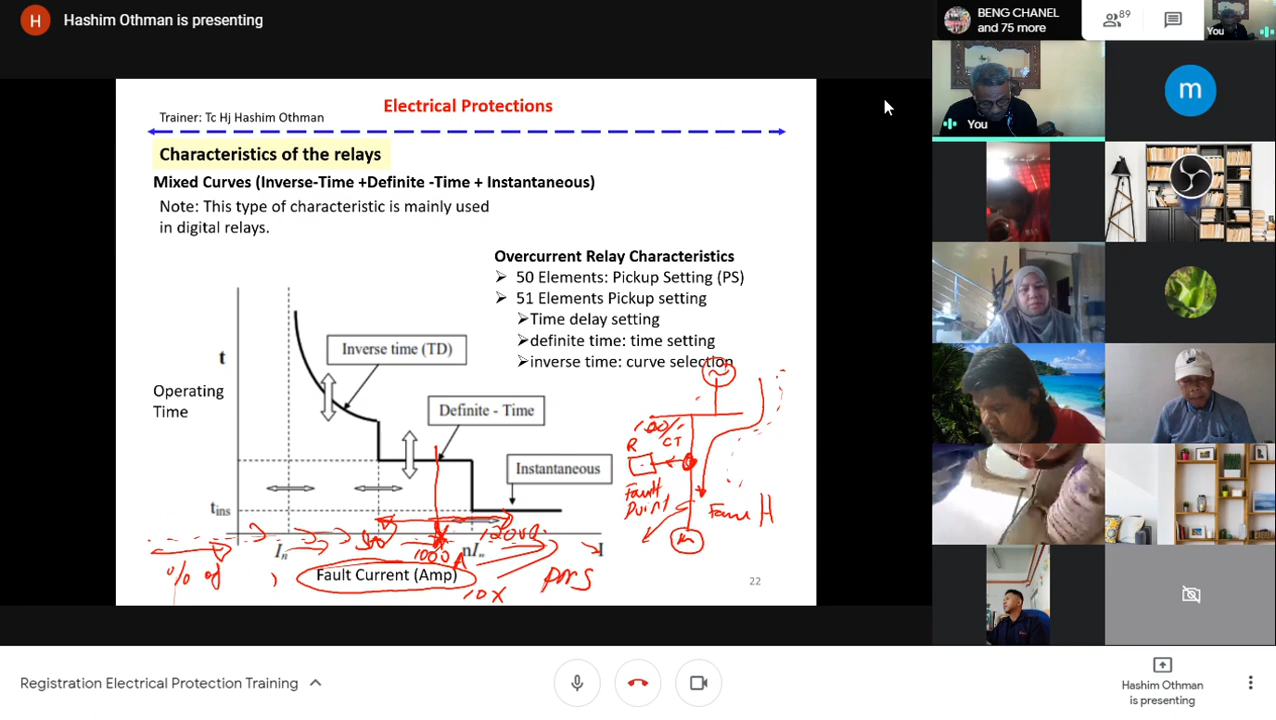 H
Hashim Othman is presenting
BENG CHANEL
and 75 more
89
You
You
m
Electrical Protections
Trainer: Tc Hj Hashim Othman
Characteristics of the relays
Mixed Curves (Inverse-Time +Definite -Time + Instantaneous)
Note: This type of characteristic is mainly used
in digital relays.
Overcurrent Relay Characteristics
➢ 50 Elements: Pickup Setting (PS)
➢ 51 Elements Pickup setting
➢Time delay setting
➢definite time: time setting
➢inverse time: curve selection
t
Operating
Time
Inverse time (TD)
Definite - Time
Instantaneous
100/
R
CT
Fault
Point
tins
In
1000 A
nIn
I
% of
Fault Current (Amp)
10X
PMS
22
Registration Electrical Protection Training
Hashim Othman
is presenting